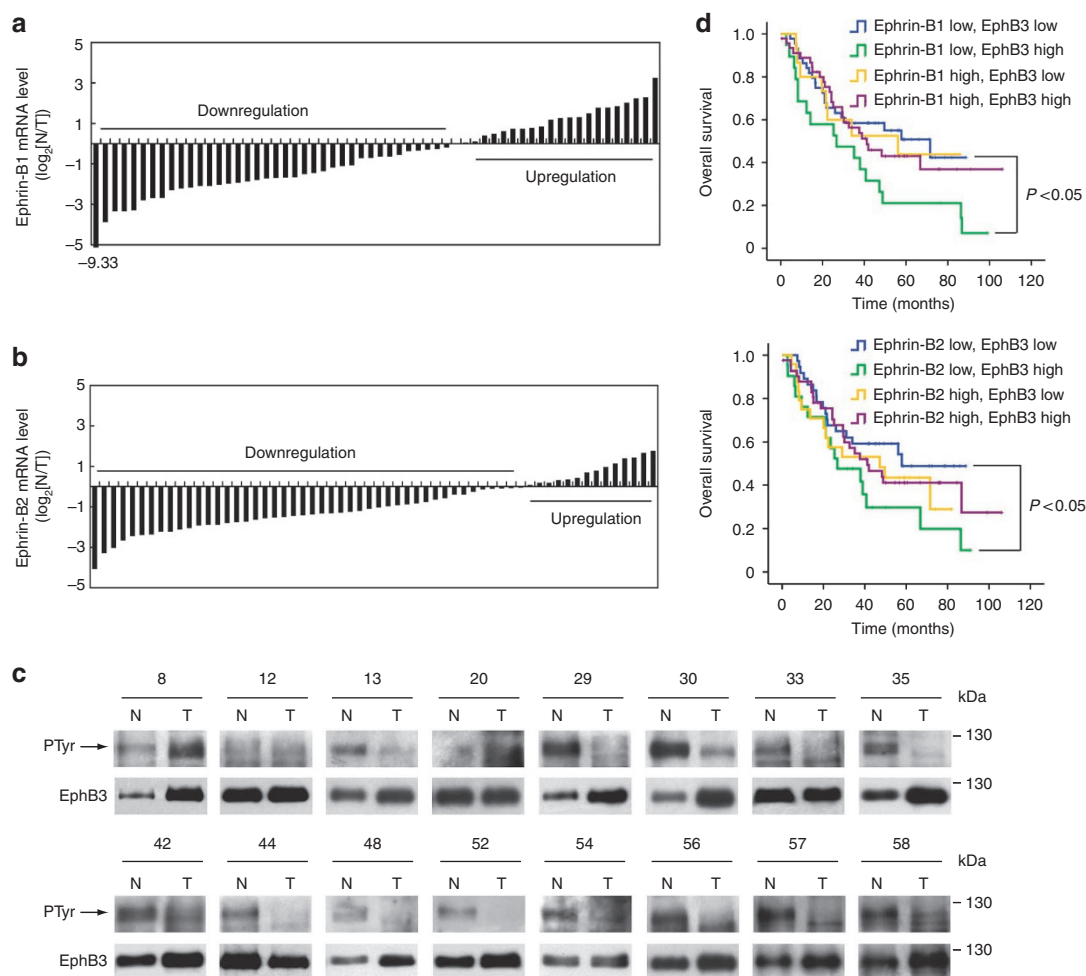 a
Ephrin-B1 mRNA level
(log2[N/T])
5
3
1
−1
−3
−5
−9.33
Downregulation
Upregulation
b
Ephrin-B2 mRNA level
(log2[N/T])
5
3
1
−1
−3
−5
Downregulation
Upregulation
c
8 12 13 20 29 30 33 35
kDa
N T N T N T N T N T N T N T N T
PTyr
130
EphB3
130
42 44 48 52 54 56 57 58
kDa
N T N T N T N T N T N T N T N T
PTyr
130
EphB3
130
d
Ephrin-B1 low, EphB3 low
Ephrin-B1 low, EphB3 high
Ephrin-B1 high, EphB3 low
Ephrin-B1 high, EphB3 high
Overall survival
1.0
0.8
0.6
0.4
0.2
0
P<0.05
0 20 40 60 80 100 120
Time (months)
Ephrin-B2 low, EphB3 low
Ephrin-B2 low, EphB3 high
Ephrin-B2 high, EphB3 low
Ephrin-B2 high, EphB3 high
Overall survival
1.0
0.8
0.6
0.4
0.2
0
P<0.05
0 20 40 60 80 100 120
Time (months)